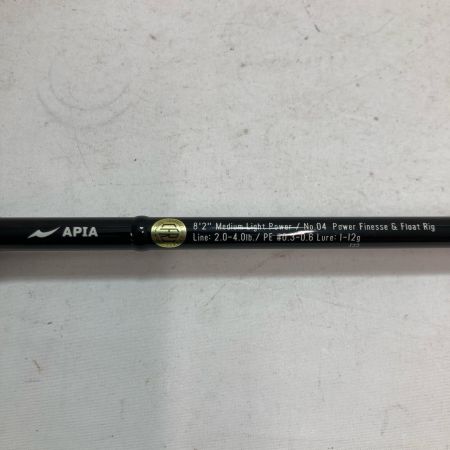 APIA
8'2" Medium Light Power / No.04 Power Finesse & Float Rig
Line: 2.0-4.0lb./ PE #0.3-0.6 Lure: 1-12g